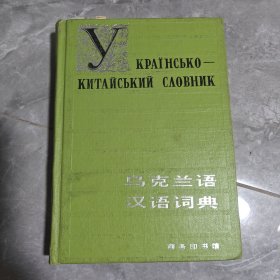 Українсько—
китайський словник
乌克兰语
汉语词典
商务印书馆